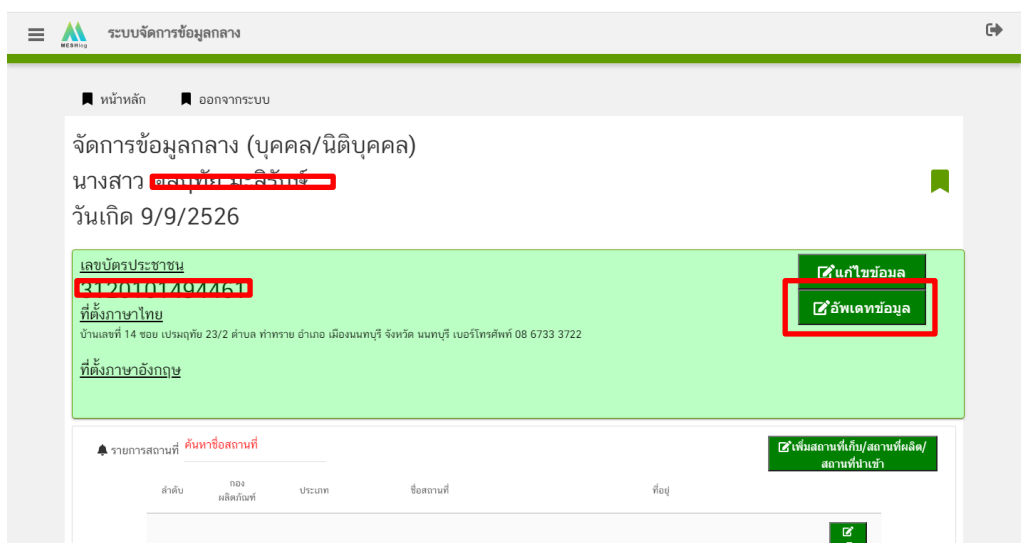 MESHlog
ระบบจัดการข้อมูลกลาง
หน้าหลัก ออกจากระบบ
จัดการข้อมูลกลาง (บุคคล/นิติบุคคล)
นางสาว
วันเกิด 9/9/2526
เลขบัตรประชาชน
แก้ไขข้อมูล
ที่ตั้งภาษาไทย
อัพเดทข้อมูล
บ้านเลขที่ 14 ซอย เปรมฤทัย 23/2 ตำบล ท่าทราย อำเภอ เมืองนนทบุรี จังหวัด นนทบุรี เบอร์โทรศัพท์ 08 6733 3722
ที่ตั้งภาษาอังกฤษ
รายการสถานที่ ค้นหาชื่อสถานที่
เพิ่มสถานที่เก็บ/สถานที่ผลิต/
สถานที่นำเข้า
ลำดับ กอง ประเภท ชื่อสถานที่ ที่อยู่
ผลิตภัณฑ์